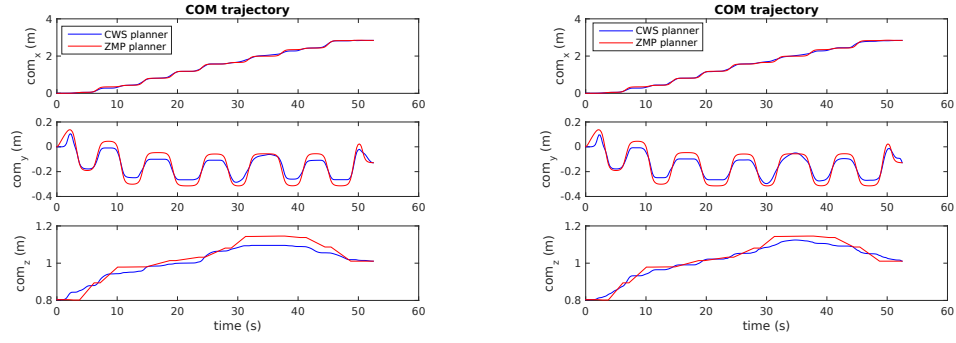 COM trajectory
com_x (m)
4
2
0
CWS planner
ZMP planner
0 10 20 30 40 50 60
com_y (m)
0.2
0
-0.2
-0.4
0 10 20 30 40 50 60
com_z (m)
1.2
1
0.8
0 10 20 30 40 50 60
time (s)
COM trajectory
com_x (m)
4
2
0
CWS planner
ZMP planner
0 10 20 30 40 50 60
com_y (m)
0.2
0
-0.2
-0.4
0 10 20 30 40 50 60
com_z (m)
1.2
1
0.8
0 10 20 30 40 50 60
time (s)